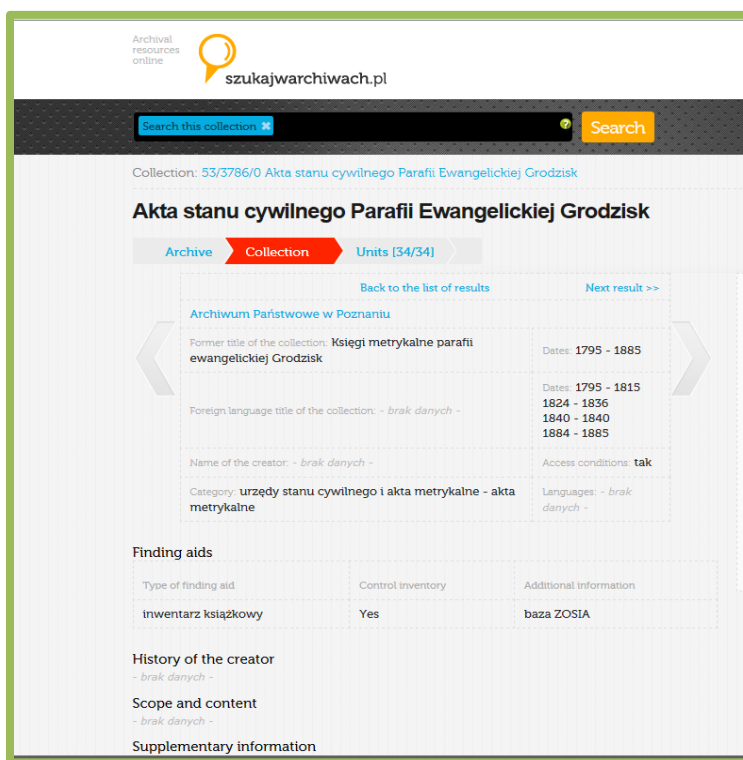 Archival
resources
online
szukajwarchiwach.pl
Search this collection ✖
?
Search
Collection: 53/3786/0 Akta stanu cywilnego Parafii Ewangelickiej Grodzisk
Akta stanu cywilnego Parafii Ewangelickiej Grodzisk
Archive Collection Units [34/34]
Back to the list of results Next result >>
Archiwum Państwowe w Poznaniu
Former title of the collection: Księgi metrykalne parafii
ewangelickiej Grodzisk
Dates: 1795 - 1885
Foreign language title of the collection: - brak danych -
Dates: 1795 - 1815
1824 - 1836
1840 - 1840
1884 - 1885
Name of the creator: - brak danych -
Access conditions: tak
Category: urzędy stanu cywilnego i akta metrykalne - akta
metrykalne
Languages: - brak
danych -
Finding aids
Type of finding aid Control inventory Additional information
inwentarz książkowy Yes baza ZOSIA
History of the creator
- brak danych -
Scope and content
- brak danych -
Supplementary information